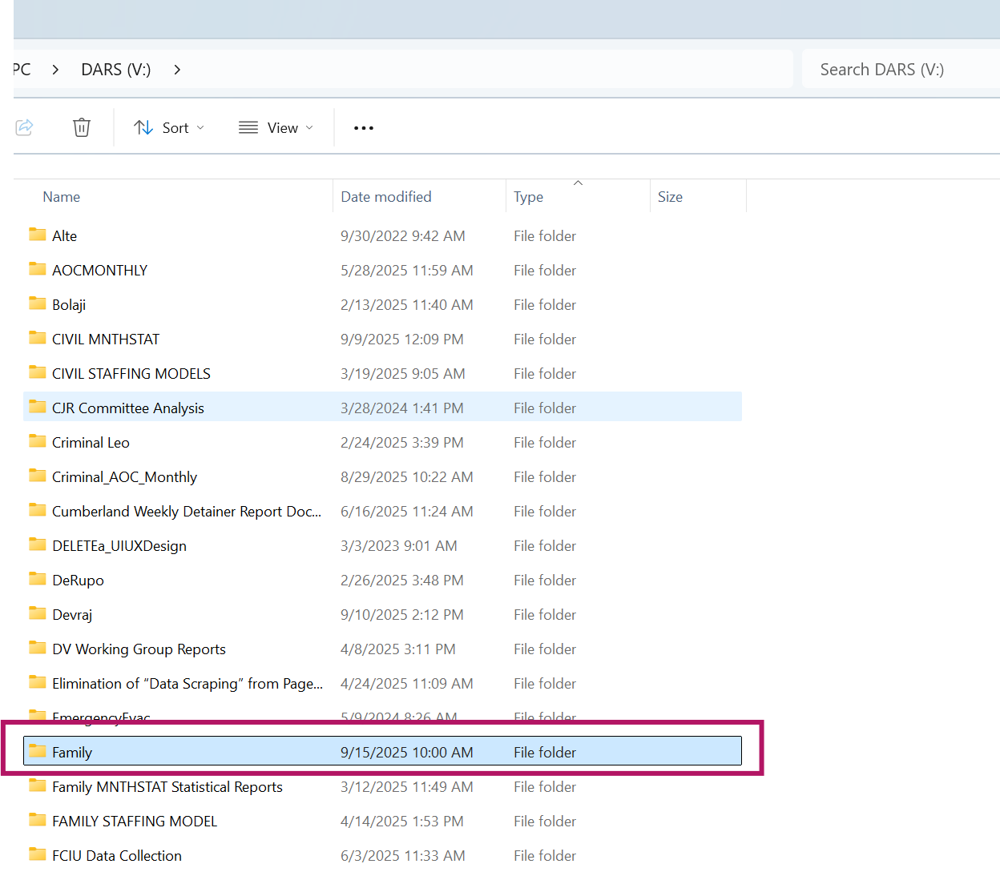 PC > DARS (V:) > Search DARS (V:)
Sort View ...
Name Date modified Type Size
Alte 9/30/2022 9:42 AM File folder
AOCMONTHLY 5/28/2025 11:59 AM File folder
Bolaji 2/13/2025 11:40 AM File folder
CIVIL MNTHSTAT 9/9/2025 12:09 PM File folder
CIVIL STAFFING MODELS 3/19/2025 9:05 AM File folder
CJR Committee Analysis 3/28/2024 1:41 PM File folder
Criminal Leo 2/24/2025 3:39 PM File folder
Criminal_AOC_Monthly 8/29/2025 10:22 AM File folder
Cumberland Weekly Detainer Report Doc... 6/16/2025 11:24 AM File folder
DELETEa_UIUXDesign 3/3/2023 9:01 AM File folder
DeRupo 2/26/2025 3:48 PM File folder
Devraj 9/10/2025 2:12 PM File folder
DV Working Group Reports 4/8/2025 3:11 PM File folder
Elimination of “Data Scraping” from Page... 4/24/2025 11:09 AM File folder
EmergencyEvac 5/9/2024 8:26 AM File folder
Family 9/15/2025 10:00 AM File folder
Family MNTHSTAT Statistical Reports 3/12/2025 11:49 AM File folder
FAMILY STAFFING MODEL 4/14/2025 1:53 PM File folder
FCIU Data Collection 6/3/2025 11:33 AM File folder